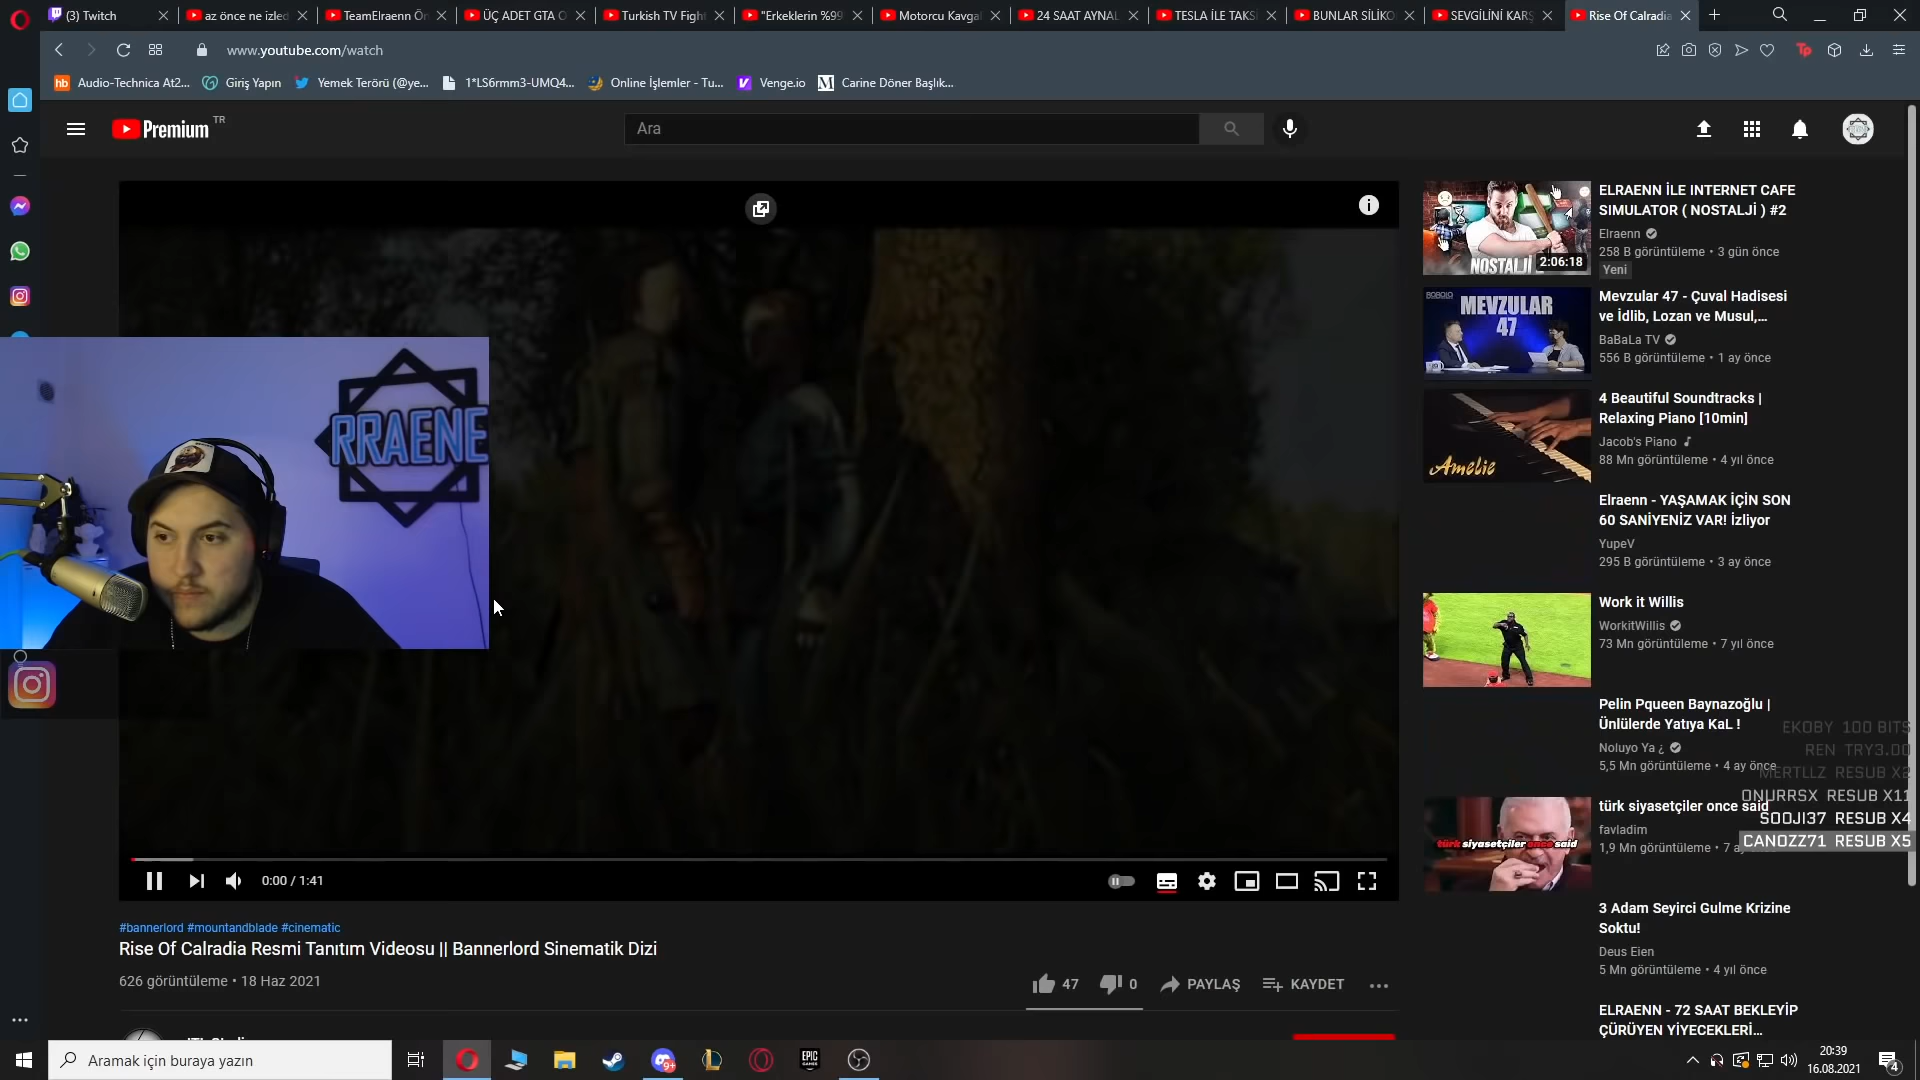 (3) Twitch
az önce ne izled
TeamElraenn Ör
ÜÇ ADET GTA O
Turkish TV Figh
"Erkeklerin %99
Motorcu Kavga
24 SAAT AYNAL
TESLA İLE TAKS
BUNLAR SİLİKO
SEVGİLİNİ KARŞ
Rise Of Calradia
www.youtube.com/watch
Audio-Technica At2...
Giriş Yapın
Yemek Terörü (@ye...
1*LS6rmm3-UMQ4...
Online İşlemler - Tu...
Venge.io
Carine Döner Başlık...
Premium TR
Ara
RRAENE
0:00 / 1:41
#bannerlord #mountandblade #cinematic
Rise Of Calradia Resmi Tanıtım Videosu || Bannerlord Sinematik Dizi
626 görüntüleme • 18 Haz 2021
47
0
PAYLAŞ
KAYDET
NOSTALJİ
2:06:18
ELRAENN İLE INTERNET CAFE
SIMULATOR ( NOSTALJİ ) #2
Elraenn
258 B görüntüleme • 3 gün önce
Yeni
MEVZULAR
47
Mevzular 47 - Çuval Hadisesi
ve İdlib, Lozan ve Musul,...
BaBaLa TV
556 B görüntüleme • 1 ay önce
Amelie
4 Beautiful Soundtracks |
Relaxing Piano [10min]
Jacob's Piano
88 Mn görüntüleme • 4 yıl önce
Elraenn - YAŞAMAK İÇİN SON
60 SANİYENİZ VAR! İzliyor
YupeV
295 B görüntüleme • 3 ay önce
Work it Willis
WorkitWillis
73 Mn görüntüleme • 7 yıl önce
Pelin Pqueen Baynazoğlu |
Ünlülerde Yatıya KaL !
Noluyo Ya ¿
5,5 Mn görüntüleme • 4 ay önce
EKOBY 100 BITS
REN TRY3.00
MERTLLZ RESUB X2
ONURRSX RESUB X11
SOOJI37 RESUB X4
CANOZZ71 RESUB X5
türk siyasetçiler once said
türk siyasetçiler once said
favladim
1,9 Mn görüntüleme • 7 a
3 Adam Seyirci Gulme Krizine
Soktu!
Deus Eien
5 Mn görüntüleme • 4 yıl önce
ELRAENN - 72 SAAT BEKLEYİP
ÇÜRÜYEN YİYECEKLERİ...
Aramak için buraya yazın
9+
EPIC
GAMES
20:39
16.08.2021
4